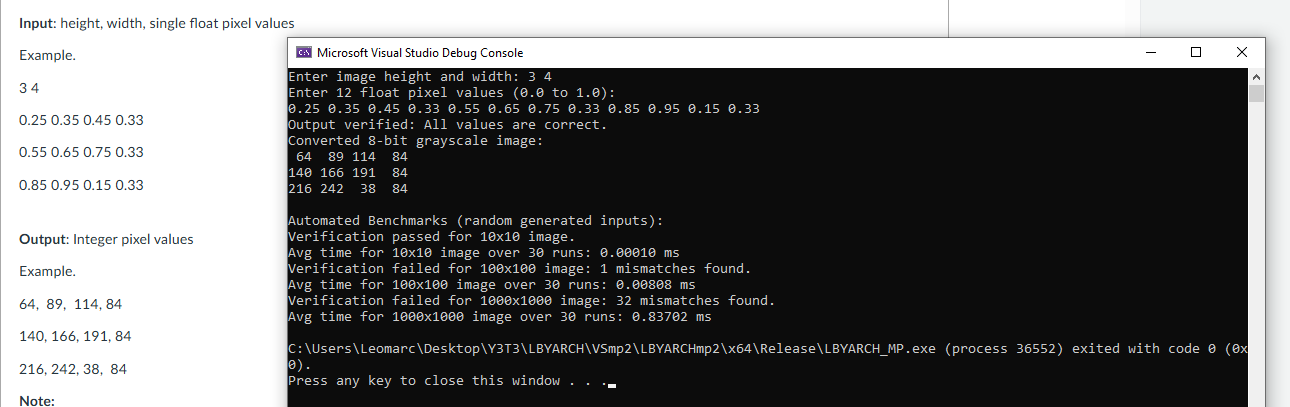 Input: height, width, single float pixel values
Example.
3 4
0.25 0.35 0.45 0.33
0.55 0.65 0.75 0.33
0.85 0.95 0.15 0.33
Output: Integer pixel values
Example.
64, 89, 114, 84
140, 166, 191, 84
216, 242, 38, 84
Note:
C:\ Microsoft Visual Studio Debug Console
Enter image height and width: 3 4
Enter 12 float pixel values (0.0 to 1.0):
0.25 0.35 0.45 0.33 0.55 0.65 0.75 0.33 0.85 0.95 0.15 0.33
Output verified: All values are correct.
Converted 8-bit grayscale image:
64 89 114 84
140 166 191 84
216 242 38 84
Automated Benchmarks (random generated inputs):
Verification passed for 10x10 image.
Avg time for 10x10 image over 30 runs: 0.00010 ms
Verification failed for 100x100 image: 1 mismatches found.
Avg time for 100x100 image over 30 runs: 0.00808 ms
Verification failed for 1000x1000 image: 32 mismatches found.
Avg time for 1000x1000 image over 30 runs: 0.83702 ms
C:\Users\Leomarc\Desktop\Y3T3\LBYARCH\VSmp2\LBYARCHmp2\x64\Release\LBYARCH_MP.exe (process 36552) exited with code 0 (0x
0).
Press any key to close this window . . .